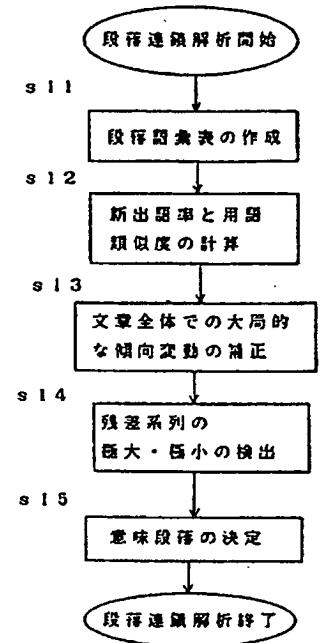 段落連鎖解析開始
s11
段落語彙表の作成
s12
新出語率と用語
類似度の計算
s13
文章全体での大局的
な傾向変動の補正
s14
残差系列の
極大・極小の検出
s15
意味段落の決定
段落連鎖解析終了